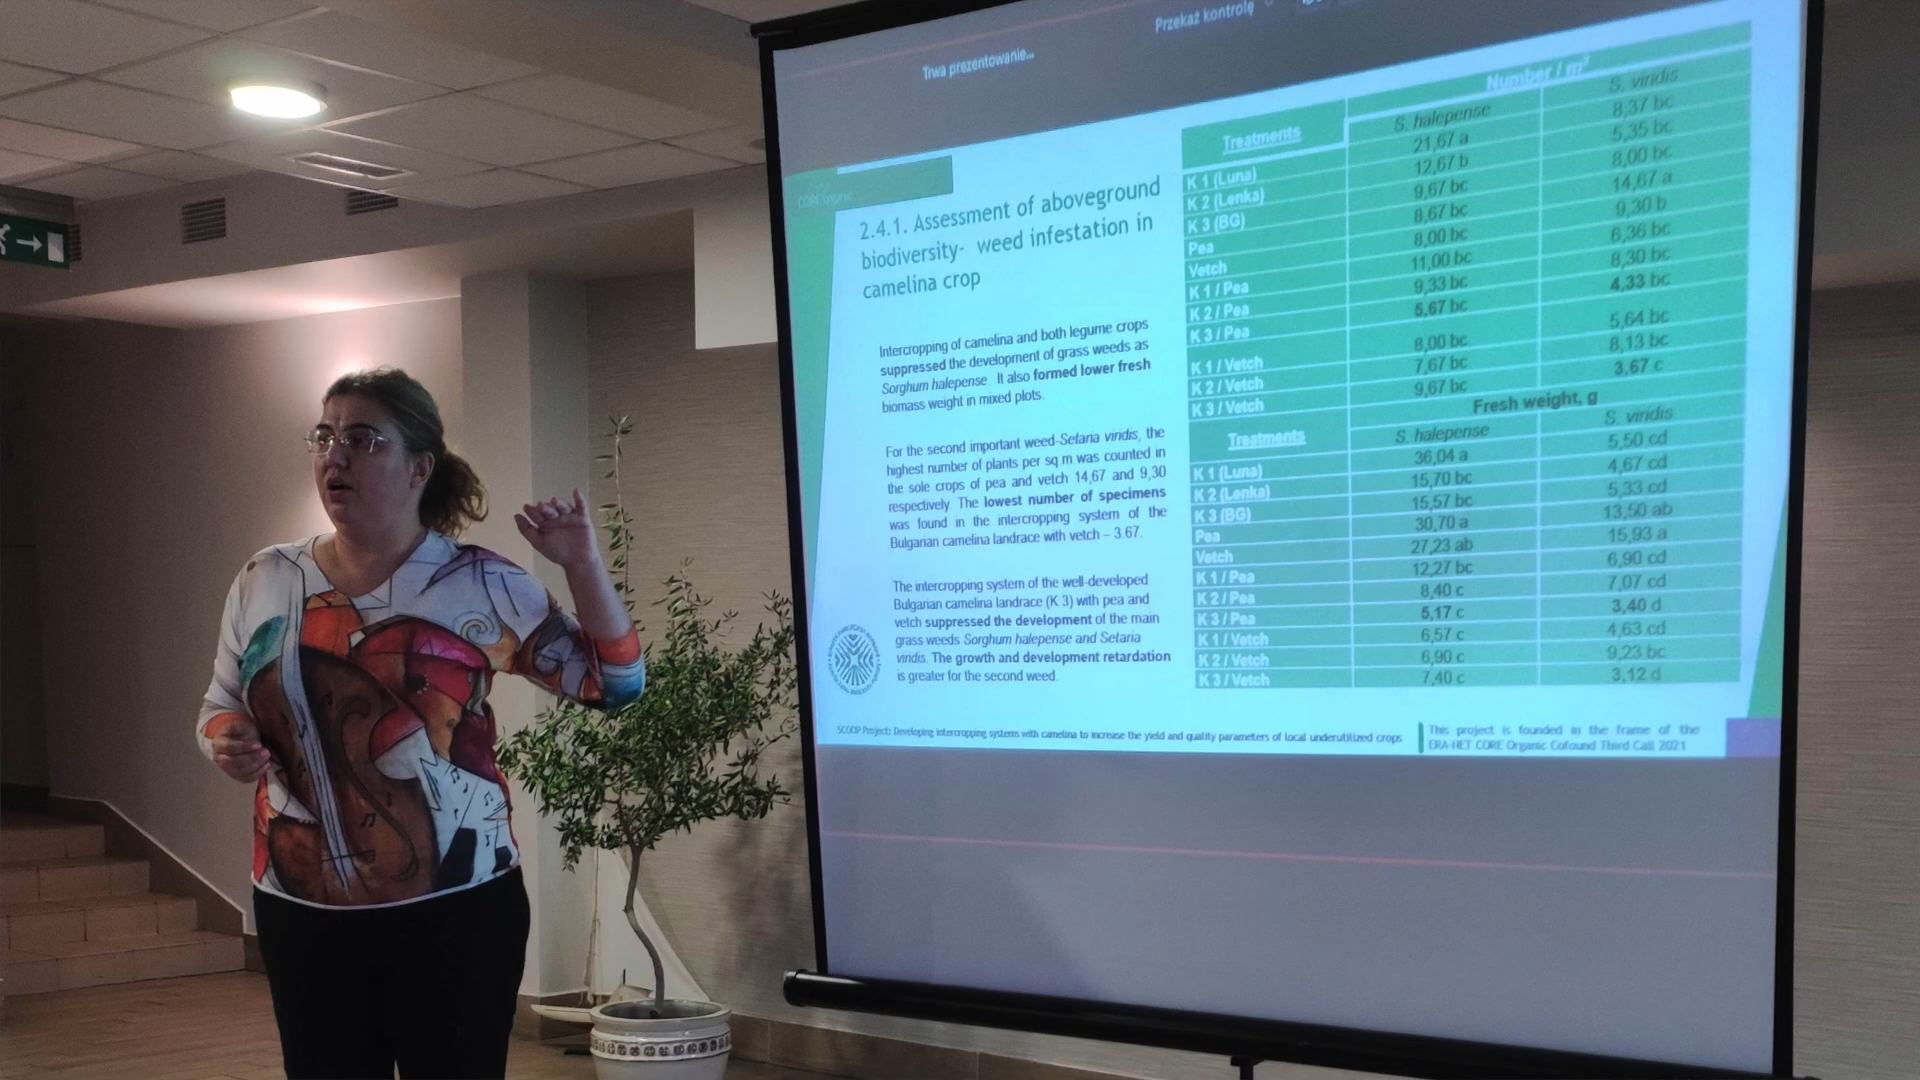 Przekaż kontrolę
Trwa prezentowanie...
CORE organic
2.4.1. Assessment of aboveground
biodiversity- weed infestation in
camelina crop
Intercropping of camelina and both legume crops
suppressed the development of grass weeds as
Sorghum halepense. It also formed lower fresh
biomass weight in mixed plots.
For the second important weed-Setaria viridis, the
highest number of plants per sq.m was counted in
the sole crops of pea and vetch 14,67 and 9,30
respectively. The lowest number of specimens
was found in the intercropping system of the
Bulgarian camelina landrace with vetch – 3.67.
The intercropping system of the well-developed
Bulgarian camelina landrace (K 3) with pea and
vetch suppressed the development of the main
grass weeds Sorghum halepense and Setaria
viridis. The growth and development retardation
is greater for the second weed.
Treatments Number / m²
S. halepense S. viridis
K 1 (Luna) 21,67 a 8,37 bc
K 2 (Lenka) 12,67 b 5,35 bc
K 3 (BG) 9,67 bc 8,00 bc
Pea 8,67 bc 14,67 a
Vetch 8,00 bc 9,30 b
K 1 / Pea 11,00 bc 6,36 bc
K 2 / Pea 9,33 bc 8,30 bc
K 3 / Pea 5,67 bc 4,33 bc
K 1 / Vetch 8,00 bc 5,64 bc
K 2 / Vetch 7,67 bc 8,13 bc
K 3 / Vetch 9,67 bc 3,67 c
Treatments Fresh weight, g
S. halepense S. viridis
K 1 (Luna) 36,04 a 5,50 cd
K 2 (Lenka) 15,70 bc 4,67 cd
K 3 (BG) 15,57 bc 5,33 cd
Pea 30,70 a 13,50 ab
Vetch 27,23 ab 15,93 a
K 1 / Pea 12,27 bc 6,90 cd
K 2 / Pea 8,40 c 7,07 cd
K 3 / Pea 5,17 c 3,40 d
K 1 / Vetch 6,57 c 4,63 cd
K 2 / Vetch 6,90 c 9,23 bc
K 3 / Vetch 7,40 c 3,12 d
SCOOP Project: Developing intercropping systems with camelina to increase the yield and quality parameters of local underutilized crops
This project is founded in the frame of the
ERA-NET CORE Organic Cofound Third Call 2021